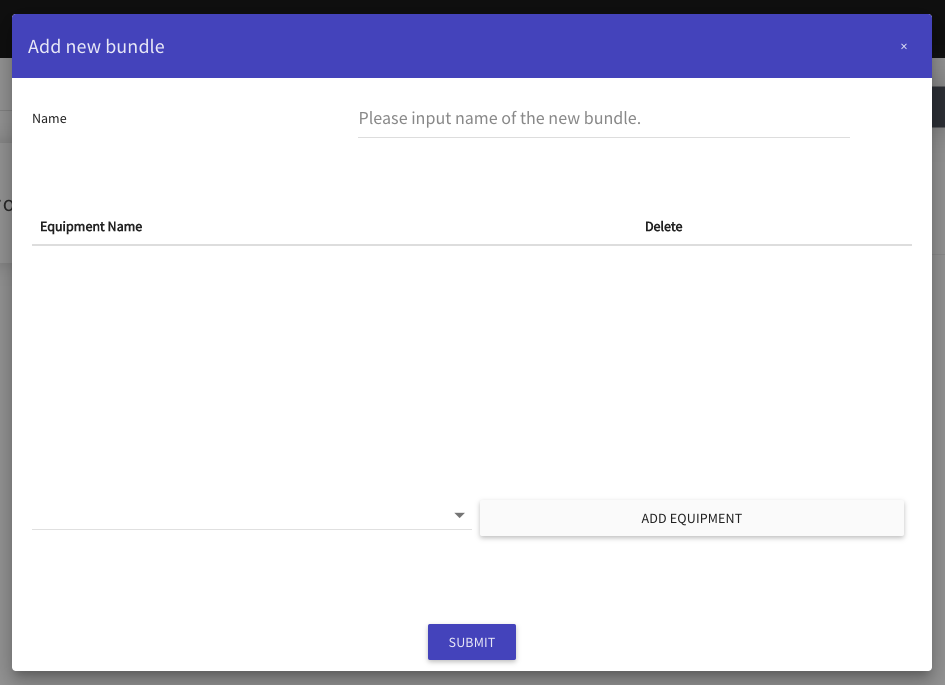 Add new bundle ×
Name Please input name of the new bundle.
Equipment Name Delete
ADD EQUIPMENT
SUBMIT